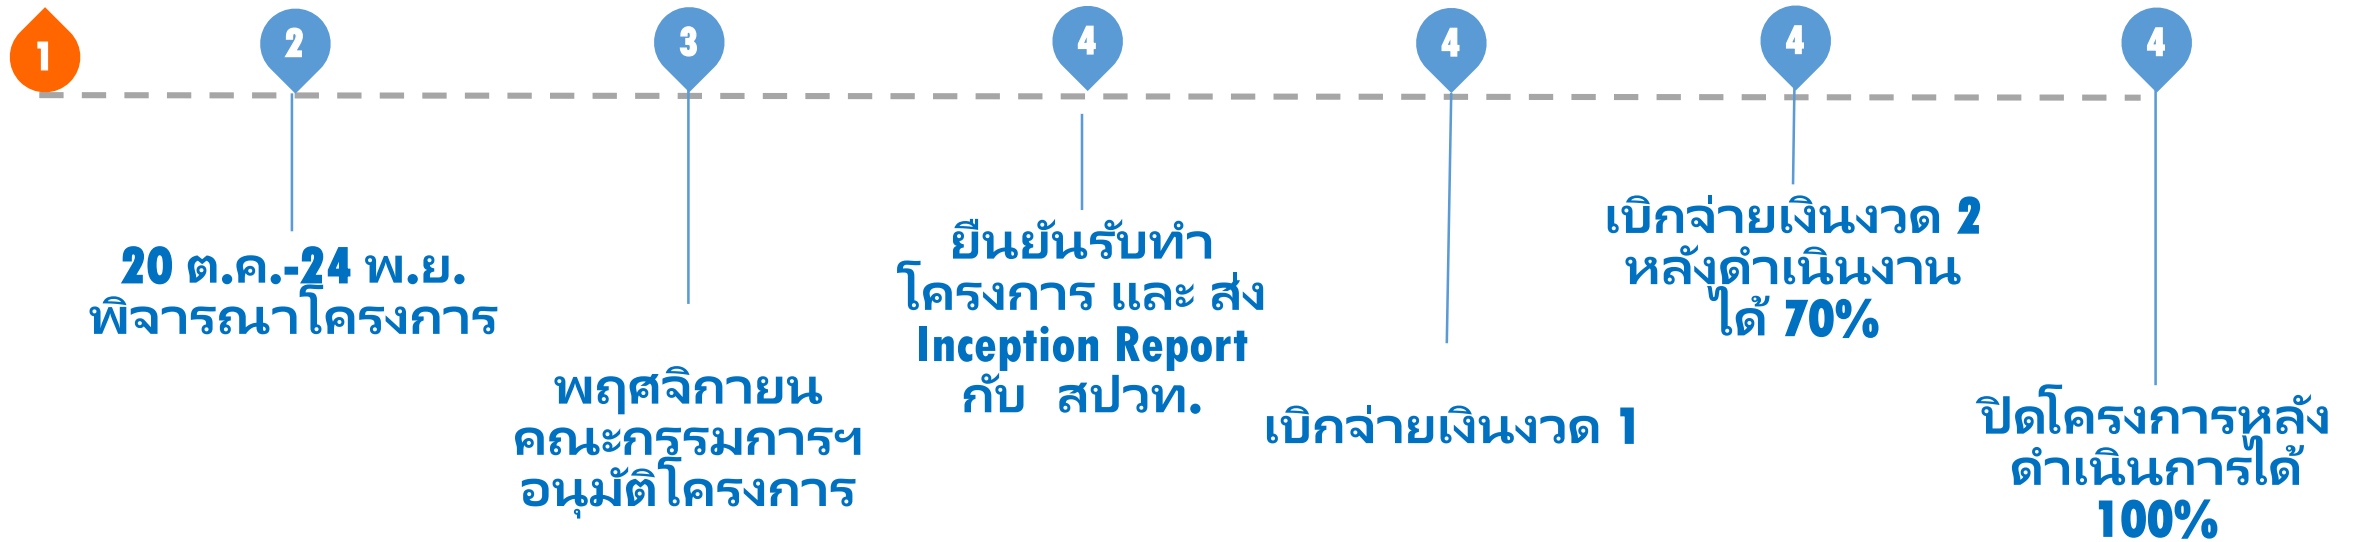 1
2
3
4
4
4
4
20 ต.ค.-24 พ.ย.
พิจารณาโครงการ
พฤศจิกายน
คณะกรรมการฯ
อนุมัติโครงการ
ยืนยันรับทำ
โครงการ และ ส่ง
Inception Report
กับ สปวท.
เบิกจ่ายเงินงวด 1
เบิกจ่ายเงินงวด 2
หลังดำเนินงาน
ได้ 70%
ปิดโครงการหลัง
ดำเนินการได้
100%